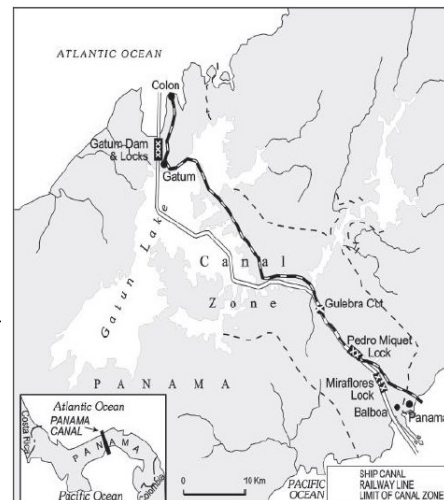 ATLANTIC OCEAN
Colon
Gatum Dam
& Locks
Gatum
Gatun Lake
Canal
Zone
Gulebra Cut
Pedro Miquet
Lock
Miraflores
Lock
PANAMA
Balboa
Panama
Atlantic Ocean
PANAMA
CANAL
Costa Rica
PANAMA
Colombia
Pacific Ocean
0 10 Km
PACIFIC
OCEAN
SHIP CANAL
RAILWAY LINE
LIMIT OF CANAL ZONE